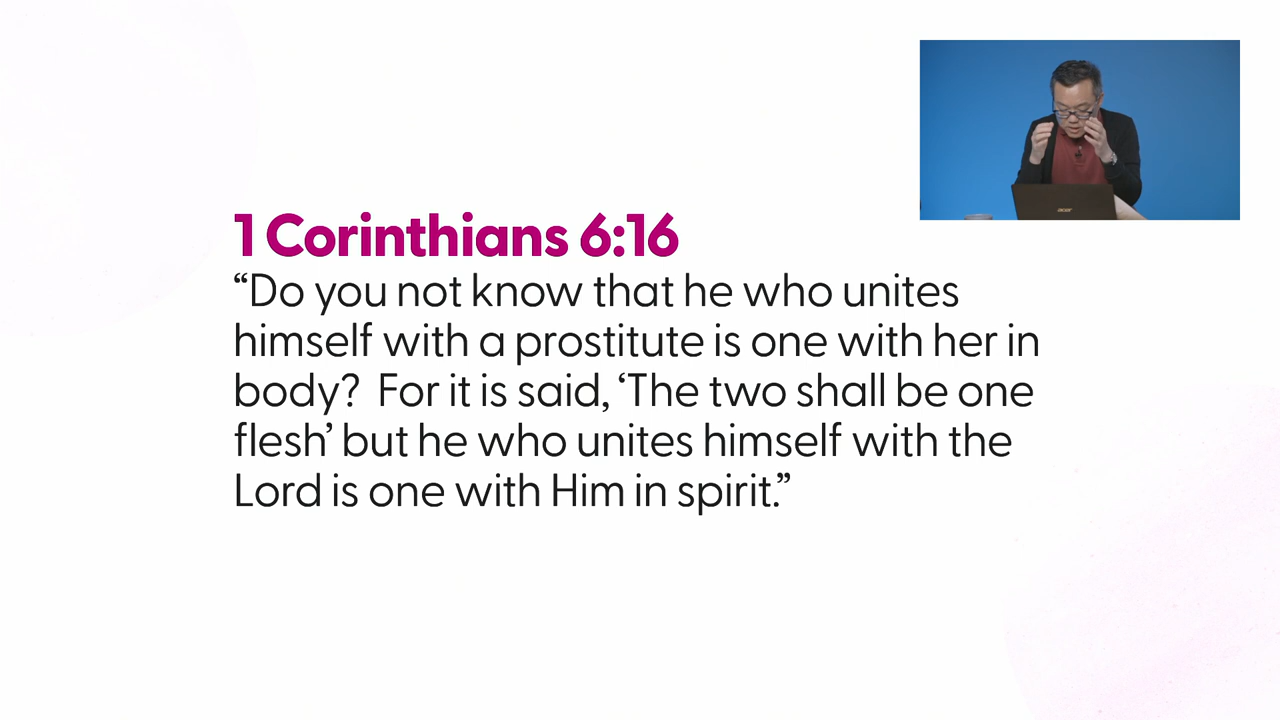 1 Corinthians 6:16
“Do you not know that he who unites
himself with a prostitute is one with her in
body?  For it is said, ‘The two shall be one
flesh’ but he who unites himself with the
Lord is one with Him in spirit.”
acer